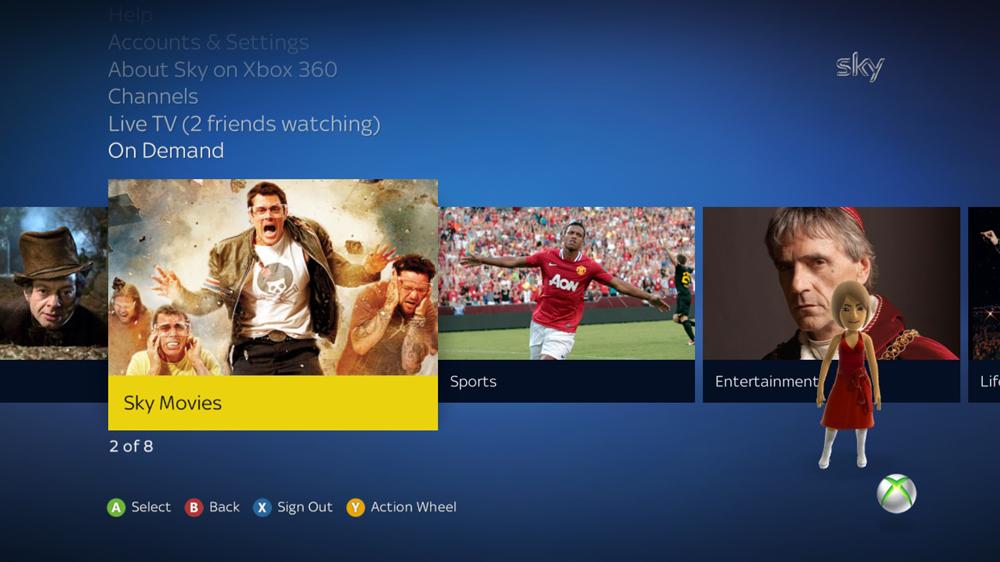 Help
Accounts & Settings
About Sky on Xbox 360
Channels
Live TV (2 friends watching)
On Demand
sky
AON
Sky Movies
Sports
Entertainment
Life
2 of 8
A Select B Back X Sign Out Y Action Wheel